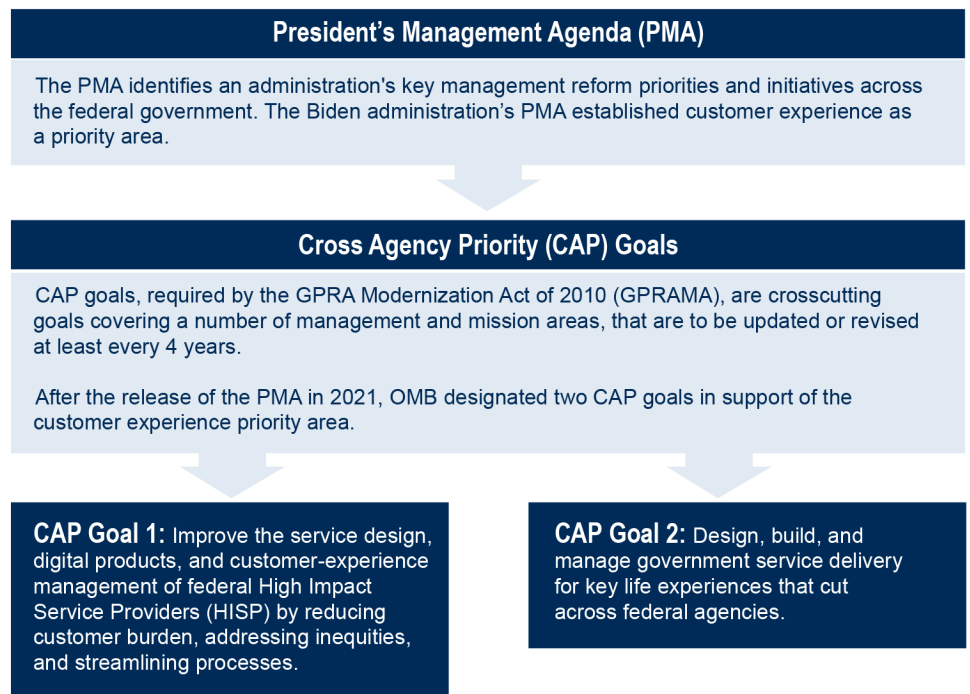 President’s Management Agenda (PMA)
The PMA identifies an administration's key management reform priorities and initiatives across
the federal government. The Biden administration’s PMA established customer experience as
a priority area.
Cross Agency Priority (CAP) Goals
CAP goals, required by the GPRA Modernization Act of 2010 (GPRAMA), are crosscutting
goals covering a number of management and mission areas, that are to be updated or revised
at least every 4 years.
After the release of the PMA in 2021, OMB designated two CAP goals in support of the
customer experience priority area.
CAP Goal 1: Improve the service design,
digital products, and customer-experience
management of federal High Impact
Service Providers (HISP) by reducing
customer burden, addressing inequities,
and streamlining processes.
CAP Goal 2: Design, build, and
manage government service delivery
for key life experiences that cut
across federal agencies.